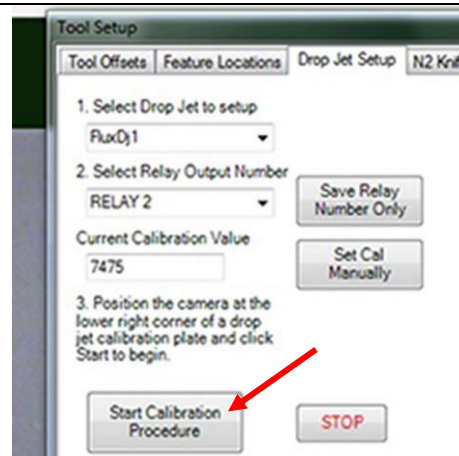 Tool Setup
Tool Offsets Feature Locations Drop Jet Setup N2 Knif
1. Select Drop Jet to setup
FluxDj1
2. Select Relay Output Number
RELAY 2
Save Relay
Number Only
Current Calibration Value
7475
Set Cal
Manually
3. Position the camera at the
lower right corner of a drop
jet calibration plate and click
Start to begin.
Start Calibration
Procedure
STOP